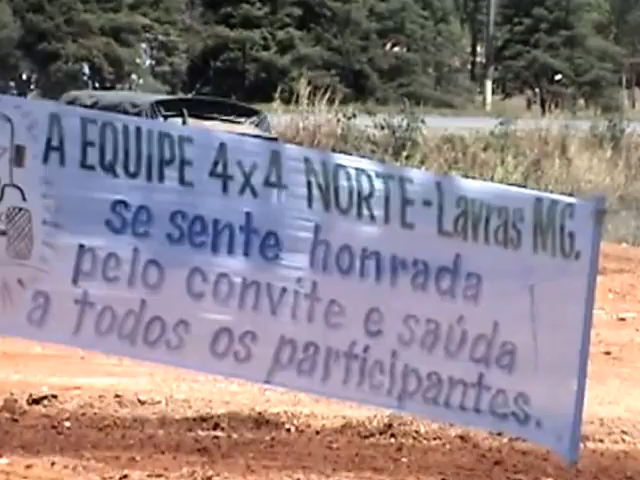 A EQUIPE 4x4 NORTE-Lavras MG.
se sente honrada
pelo convite e saúda
a todos os participantes.